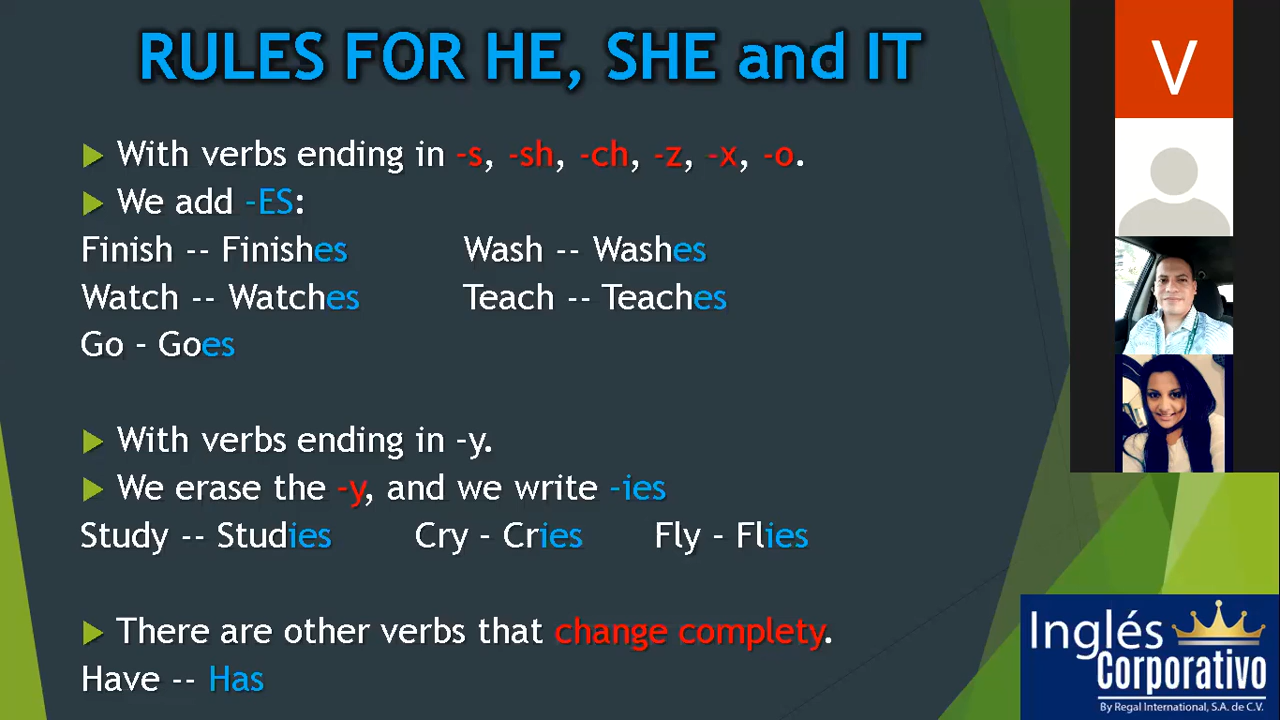 RULES FOR HE, SHE and IT
With verbs ending in -s, -sh, -ch, -z, -x, -o.
We add -ES:
Finish -- Finishes Wash -- Washes
Watch -- Watches Teach -- Teaches
Go – Goes
With verbs ending in -y.
We erase the -y, and we write -ies
Study -- Studies Cry – Cries Fly – Flies
There are other verbs that change complety.
Have -- Has
V
Inglés
Corporativo
By Regal International, S.A. de C.V.